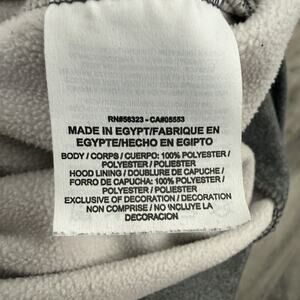 RN#56323 - CA#05553
MADE IN EGYPT/FABRIQUE EN
EGYPTE/HECHO EN EGIPTO
BODY / CORPS / CUERPO: 100% POLYESTER /
POLYESTER / POLIESTER
HOOD LINING / DOUBLURE DE CAPUCHE /
FORRO DE CAPUCHA: 100% POLYESTER /
POLYESTER / POLIESTER
EXCLUSIVE OF DECORATION / DECORATION
NON COMPRISE / NO INCLUYE LA
DECORACION